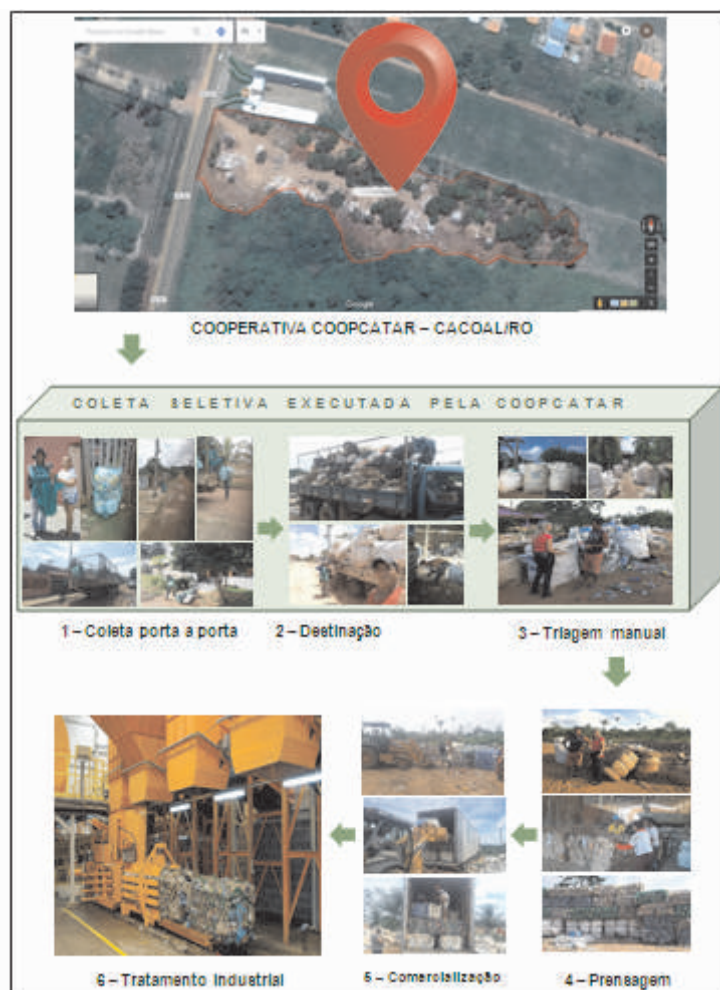 Google
COOPERATIVA COOPCATAR – CACOAL/RO
COLETA SELETIVA EXECUTADA PELA COOPCATAR
1 – Coleta porta a porta
2 – Destinação
3 – Triagem manual
6 – Tratamento Industrial
5 – Comercialização
4 – Prensagem